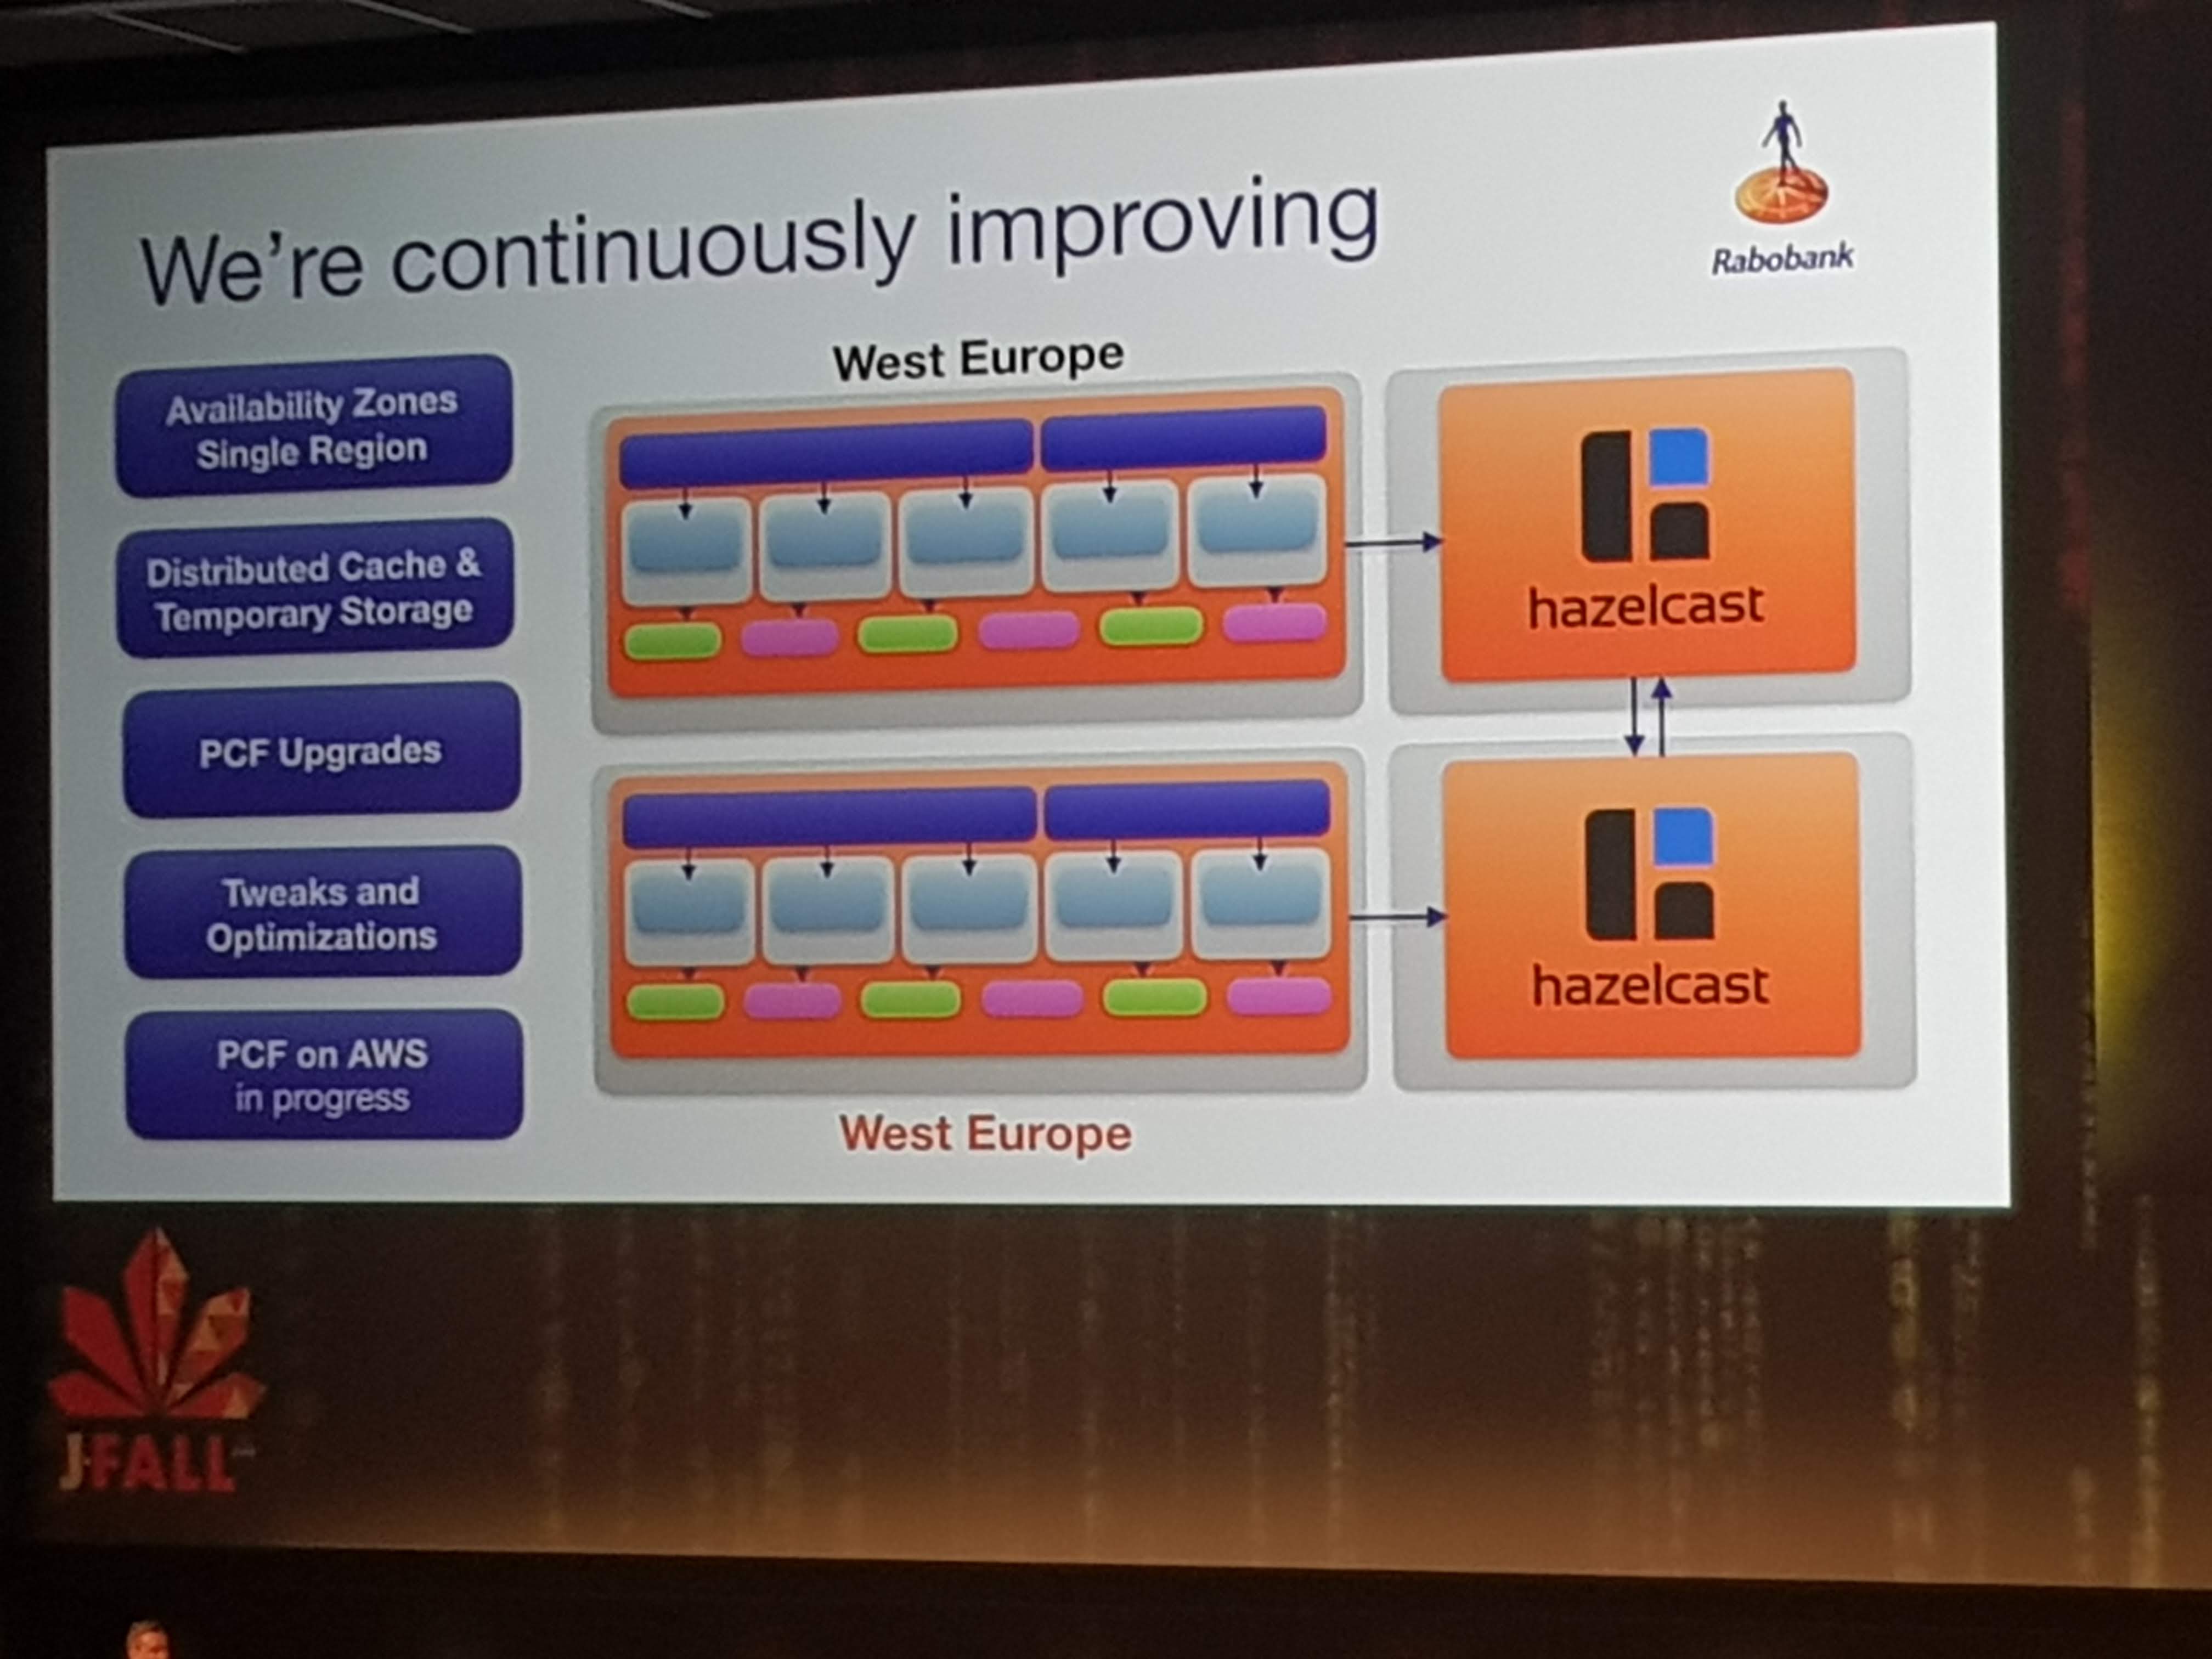 We're continuously improving
Rabobank
Availability Zones
Single Region
Distributed Cache &
Temporary Storage
PCF Upgrades
Tweaks and
Optimizations
PCF on AWS
in progress
West Europe
hazelcast
hazelcast
West Europe
J-FALL